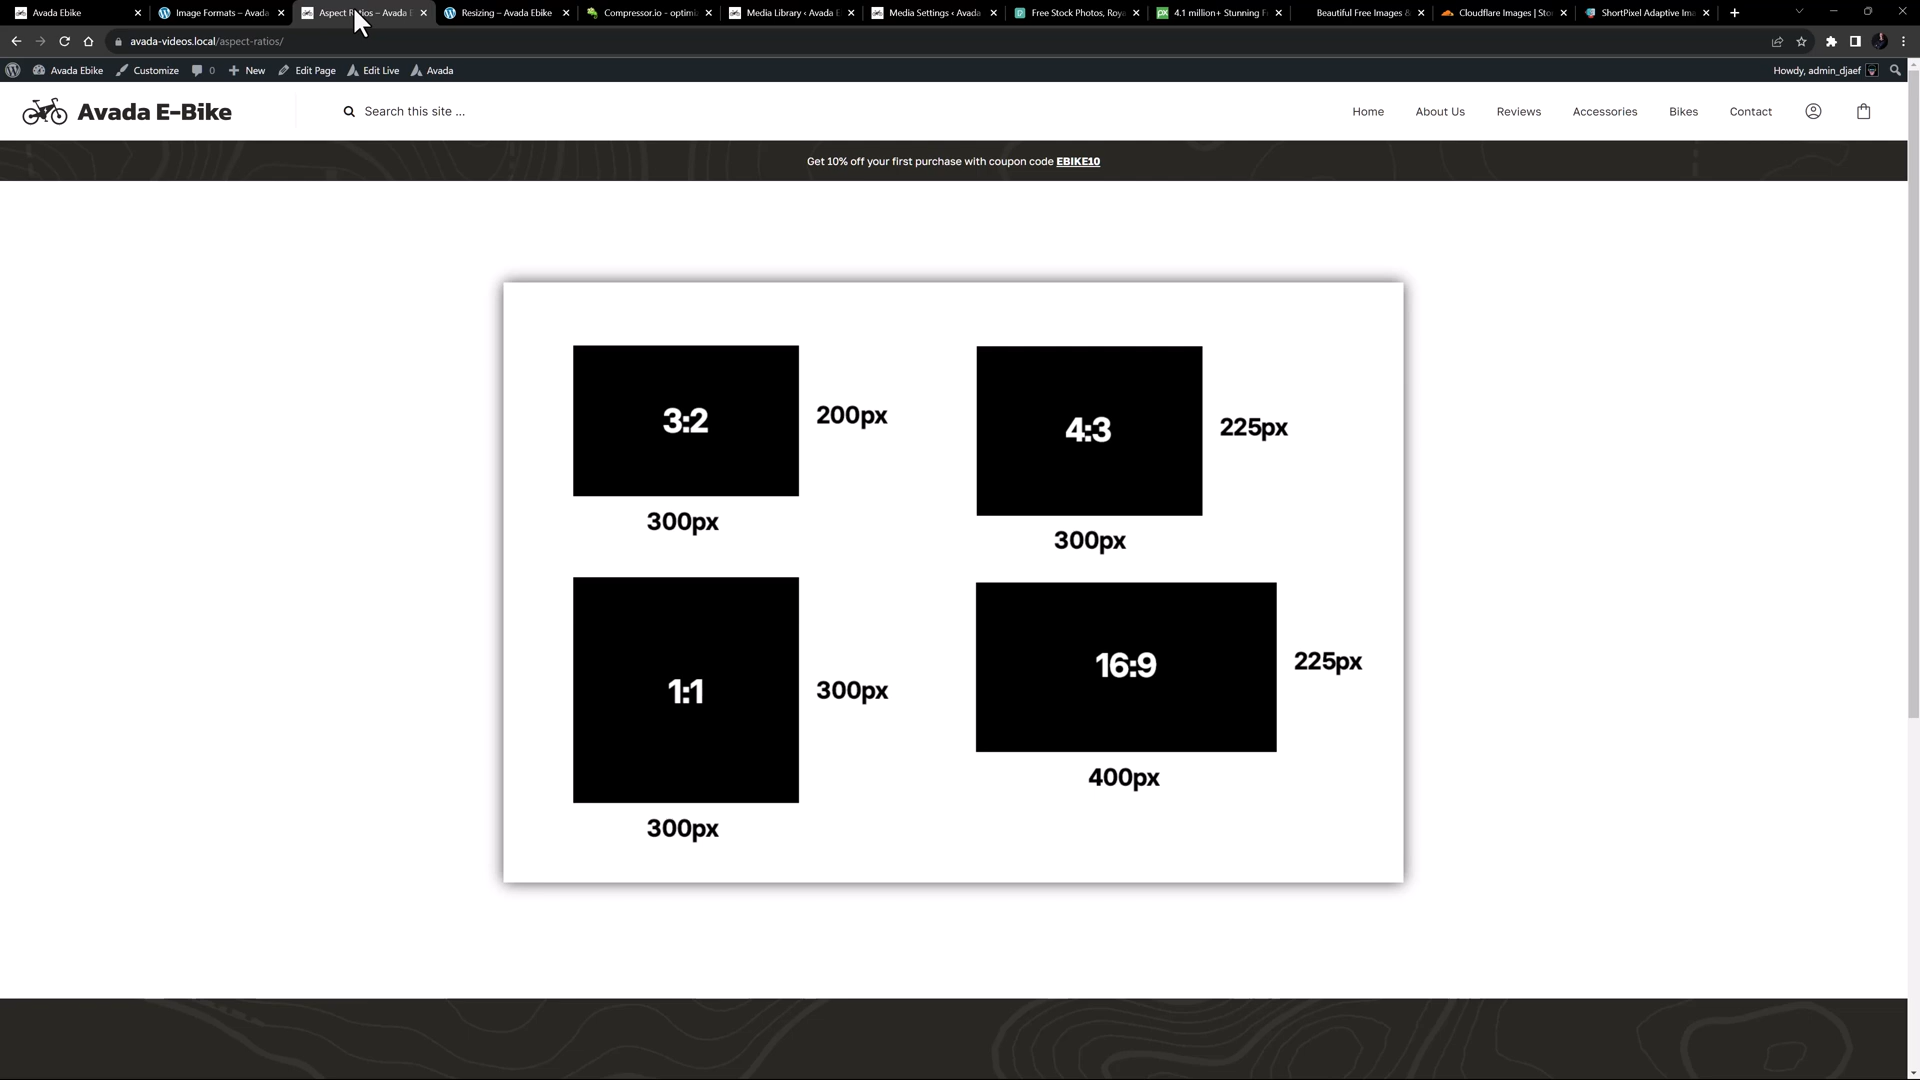 Avada Ebike
Image Formats – Avada
Aspect Ratios – Avada E
Resizing – Avada Ebike
Compressor.io - optimi
Media Library ‹ Avada E
Media Settings ‹ Avada
Free Stock Photos, Roya
4.1 million+ Stunning F
Beautiful Free Images &
Cloudflare Images | Sto
ShortPixel Adaptive Ima
avada-videos.local/aspect-ratios/
Avada Ebike
Customize
0
New
Edit Page
Edit Live
Avada
Howdy, admin_djaef
Avada E-Bike
Search this site ...
Home
About Us
Reviews
Accessories
Bikes
Contact
Get 10% off your first purchase with coupon code EBIKE10
3:2
200px
300px
4:3
225px
300px
1:1
300px
300px
16:9
225px
400px